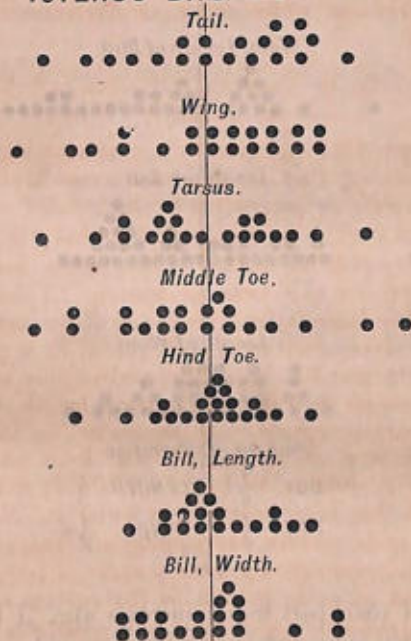 Tail.
Wing.
Tarsus.
Middle Toe.
Hind Toe.
Bill, Length.
Bill, Width.